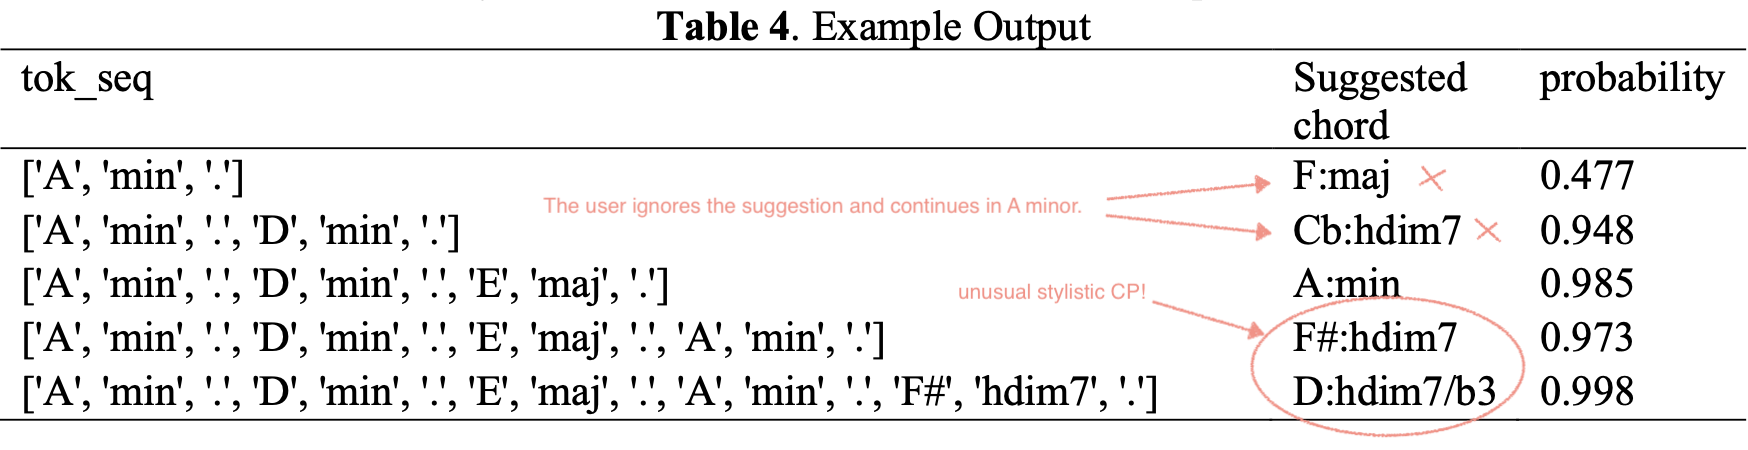 Table 4. Example Output
tok_seq Suggested chord probability
['A', 'min', '.'] F:maj × 0.477
The user ignores the suggestion and continues in A minor.
['A', 'min', '.', 'D', 'min', '.'] Cb:hdim7 × 0.948
['A', 'min', '.', 'D', 'min', '.', 'E', 'maj', '.'] A:min 0.985
unusual stylistic CP!
['A', 'min', '.', 'D', 'min', '.', 'E', 'maj', '.', 'A', 'min', '.'] F#:hdim7 0.973
['A', 'min', '.', 'D', 'min', '.', 'E', 'maj', '.', 'A', 'min', '.', 'F#', 'hdim7', '.'] D:hdim7/b3 0.998